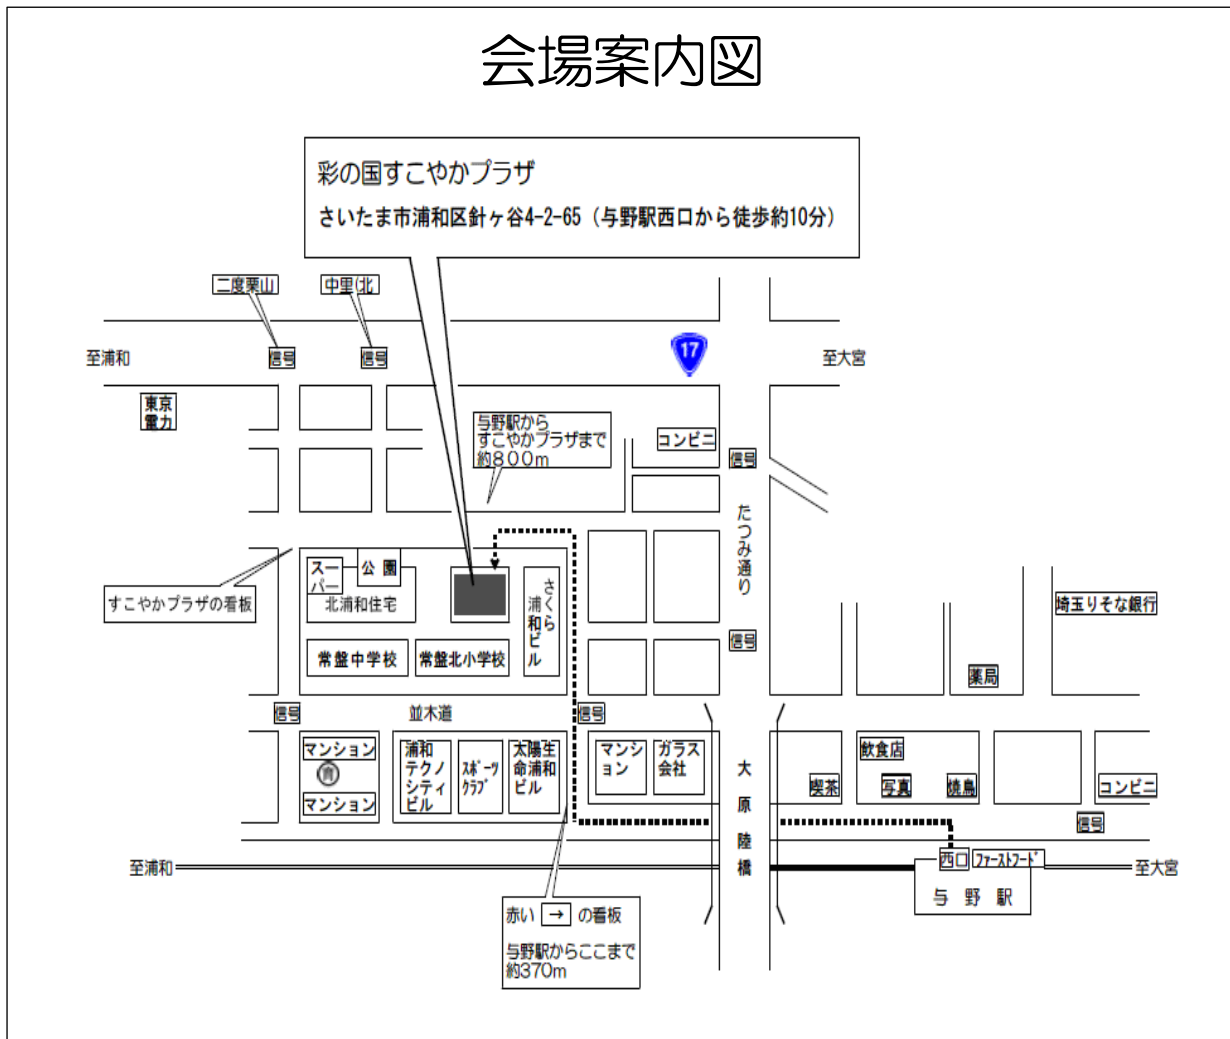 会場案内図
彩の国すこやかプラザ
さいたま市浦和区針ヶ谷4-2-65（与野駅西口から徒歩約10分）
二度栗山
中里(北
至浦和
信号
信号
17
至大宮
東京
電力
与野駅から
すこやかプラザまで
約800m
コンビニ
信号
たつみ通り
スー
パー
公園
北浦和住宅
さくら
浦和ビル
すこやかプラザの看板
埼玉りそな銀行
常盤中学校
常盤北小学校
信号
薬局
信号
並木道
信号
マンション
マンション
浦和
テクノ
シティ
ビル
スポーツ
クラブ
太陽生
命浦和
ビル
マンシ
ョン
ガラス
会社
大原陸橋
飲食店
喫茶
写真
焼鳥
コンビニ
信号
至浦和
西口
ファーストフード
至大宮
与野駅
赤い → の看板
与野駅からここまで
約370m